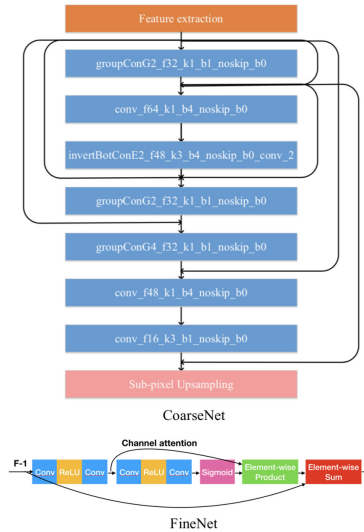 Feature extraction
groupConG2_f32_k1_b1_noskip_b0
conv_f64_k1_b4_noskip_b0
invertBotConE2_f48_k3_b4_noskip_b0_conv_2
groupConG2_f32_k1_b1_noskip_b0
groupConG4_f32_k1_b1_noskip_b0
conv_f48_k1_b4_noskip_b0
conv_f16_k3_b1_noskip_b0
Sub-pixel Upsampling
CoarseNet
Channel attention
F-1 Conv ReLU Conv Conv ReLU Conv Sigmoid Element-wise Product Element-wise Sum
FineNet